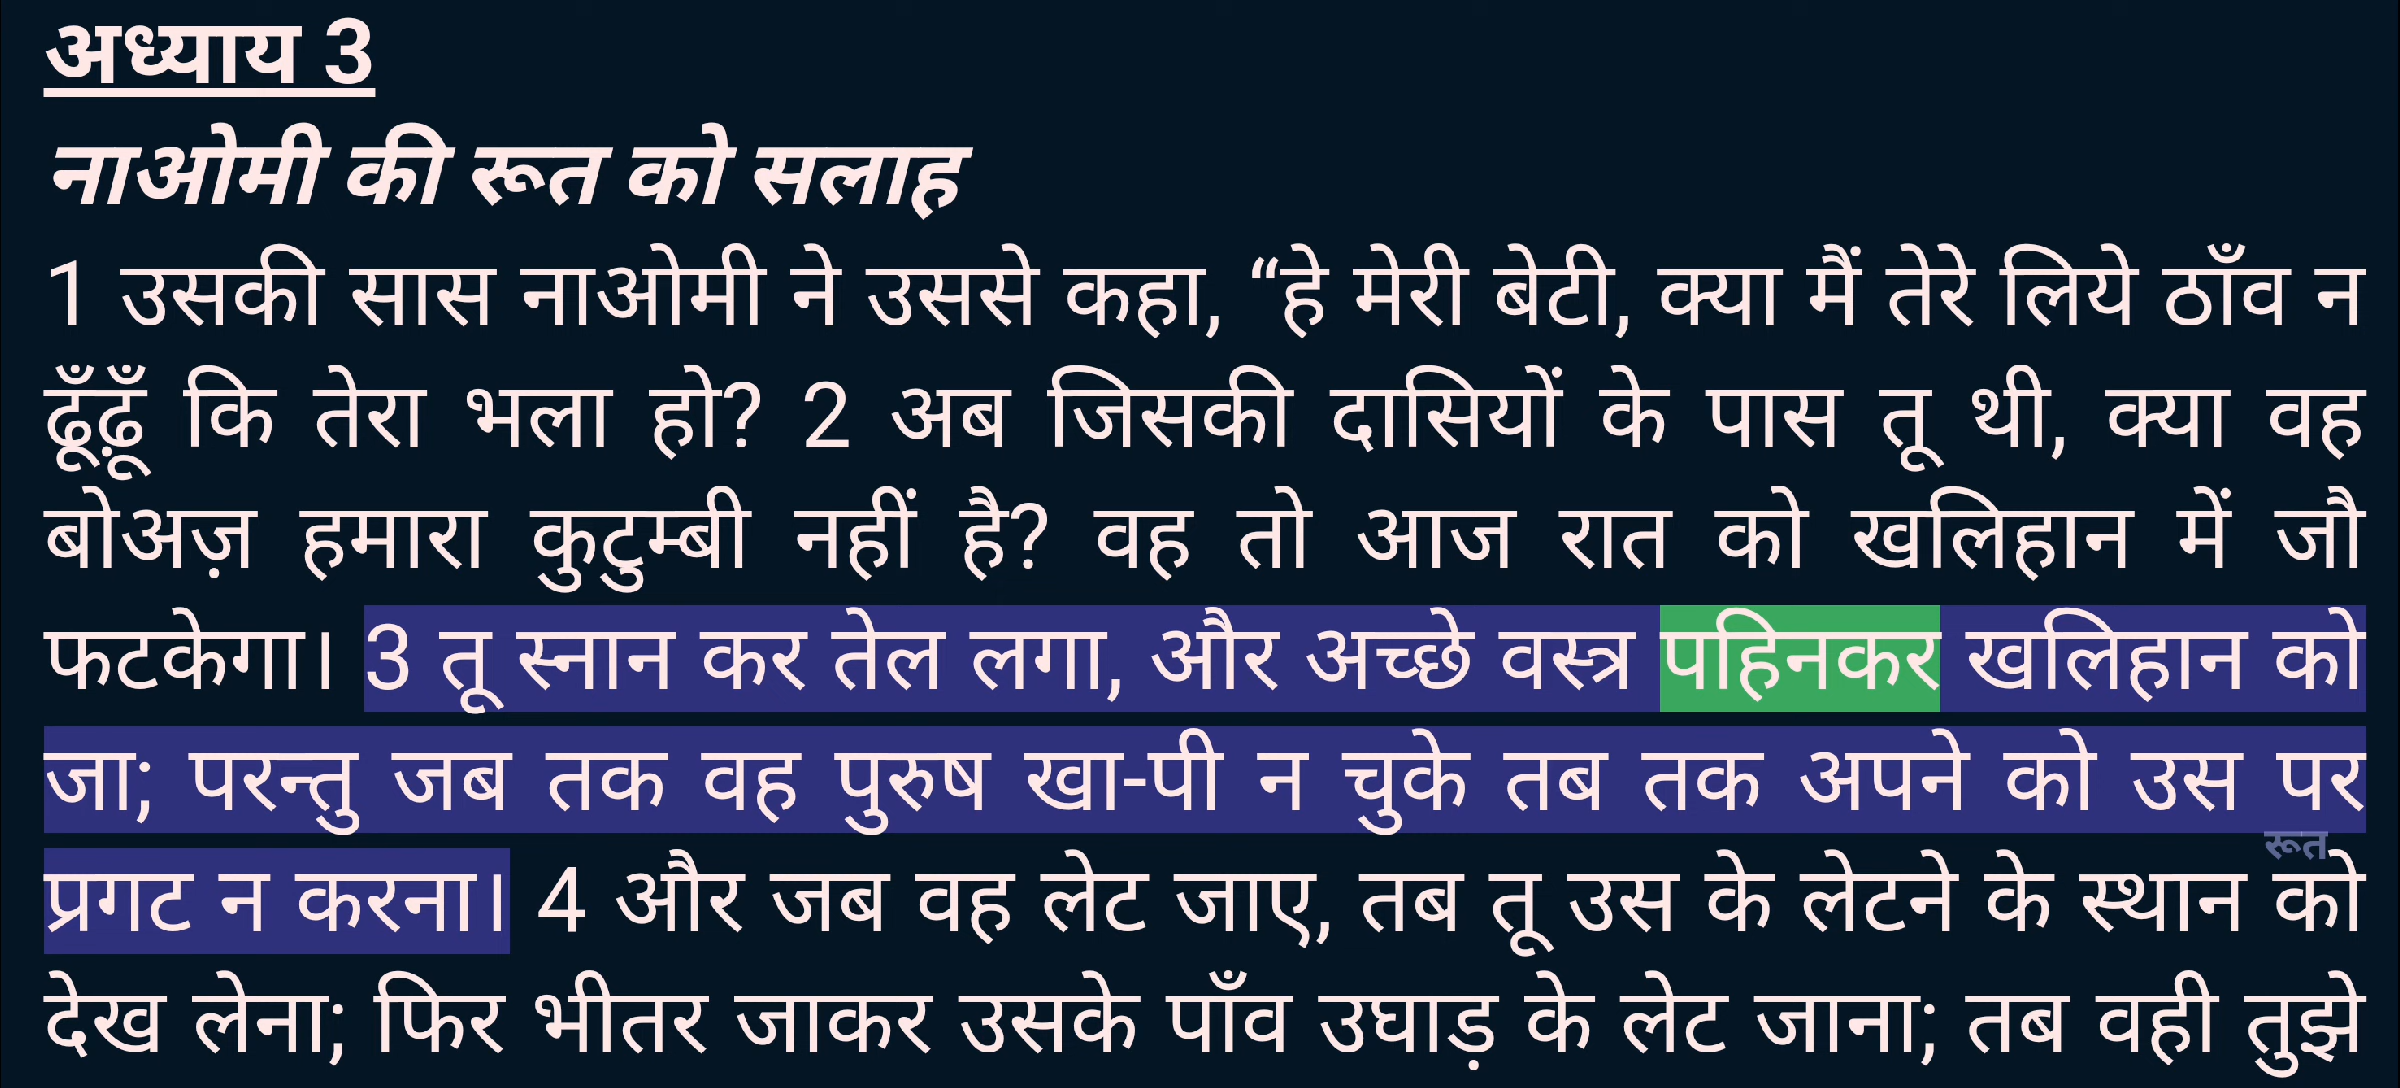 अध्याय 3
नाओमी की रूत को सलाह
1 उसकी सास नाओमी ने उससे कहा, “हे मेरी बेटी, क्या मैं तेरे लिये ठाँव न
ढूँढ़ूँ कि तेरा भला हो? 2 अब जिसकी दासियों के पास तू थी, क्या वह
बोअज़ हमारा कुटुम्बी नहीं है? वह तो आज रात को खलिहान में जौ
फटकेगा। 3 तू स्नान कर तेल लगा, और अच्छे वस्त्र पहिनकर खलिहान को
जा; परन्तु जब तक वह पुरुष खा-पी न चुके तब तक अपने को उस पर
रूत
प्रगट न करना। 4 और जब वह लेट जाए, तब तू उस के लेटने के स्थान को
देख लेना; फिर भीतर जाकर उसके पाँव उघाड़ के लेट जाना; तब वही तुझे